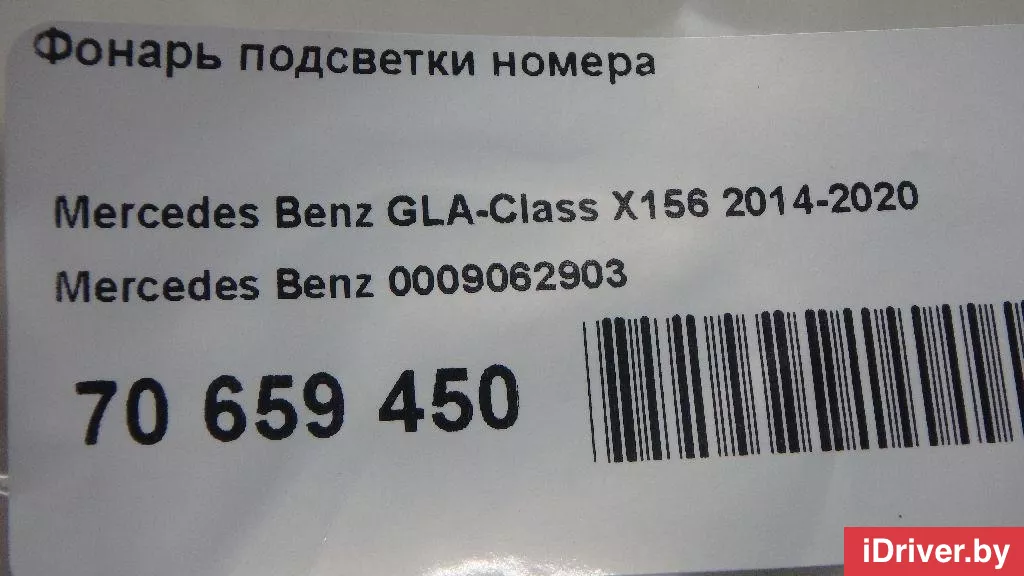 Фонарь подсветки номера
Mercedes Benz GLA-Class X156 2014-2020
Mercedes Benz 0009062903
70 659 450
iDriver.by